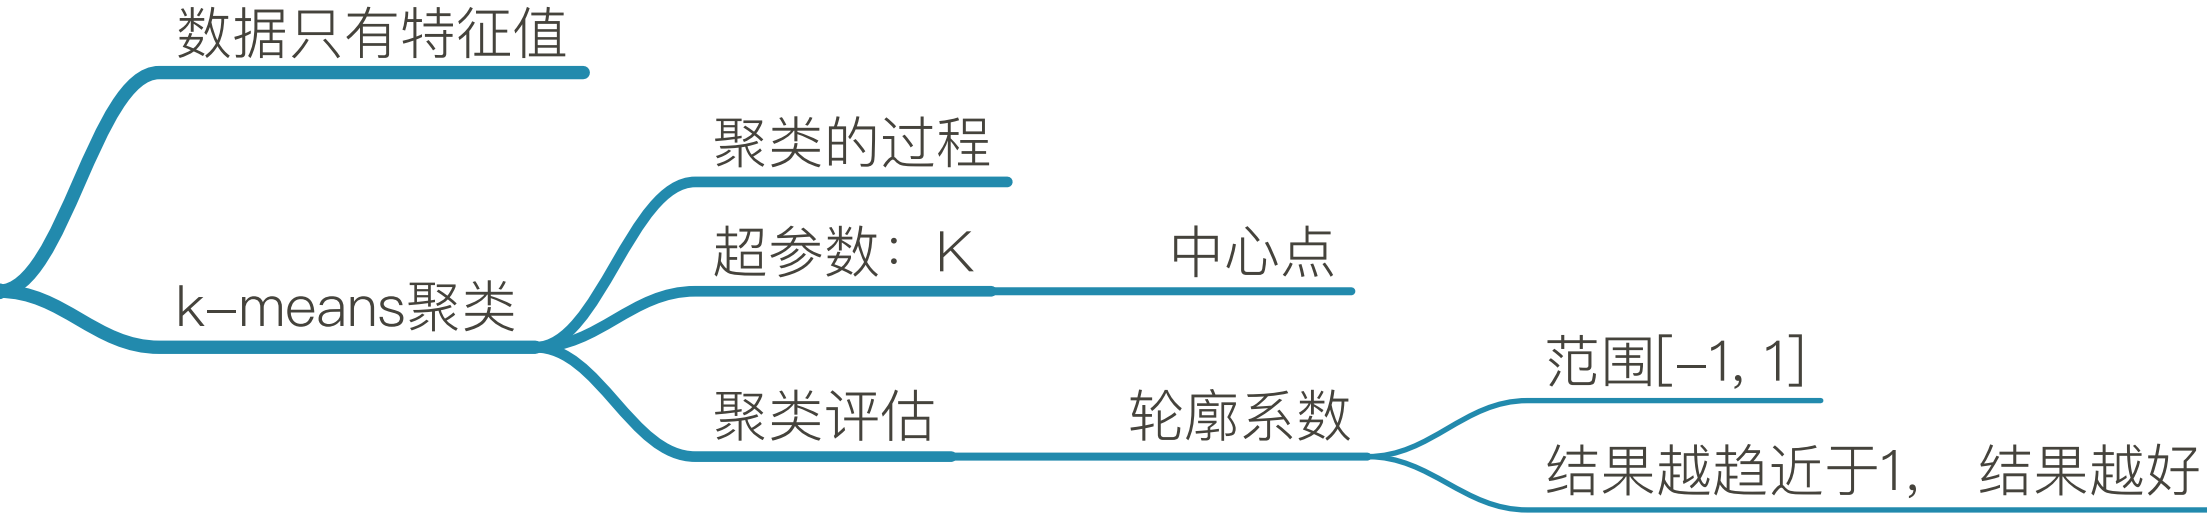 数据只有特征值
聚类的过程
超参数：K 中心点
k-means聚类
范围[-1, 1]
聚类评估 轮廓系数
结果越趋近于1, 结果越好